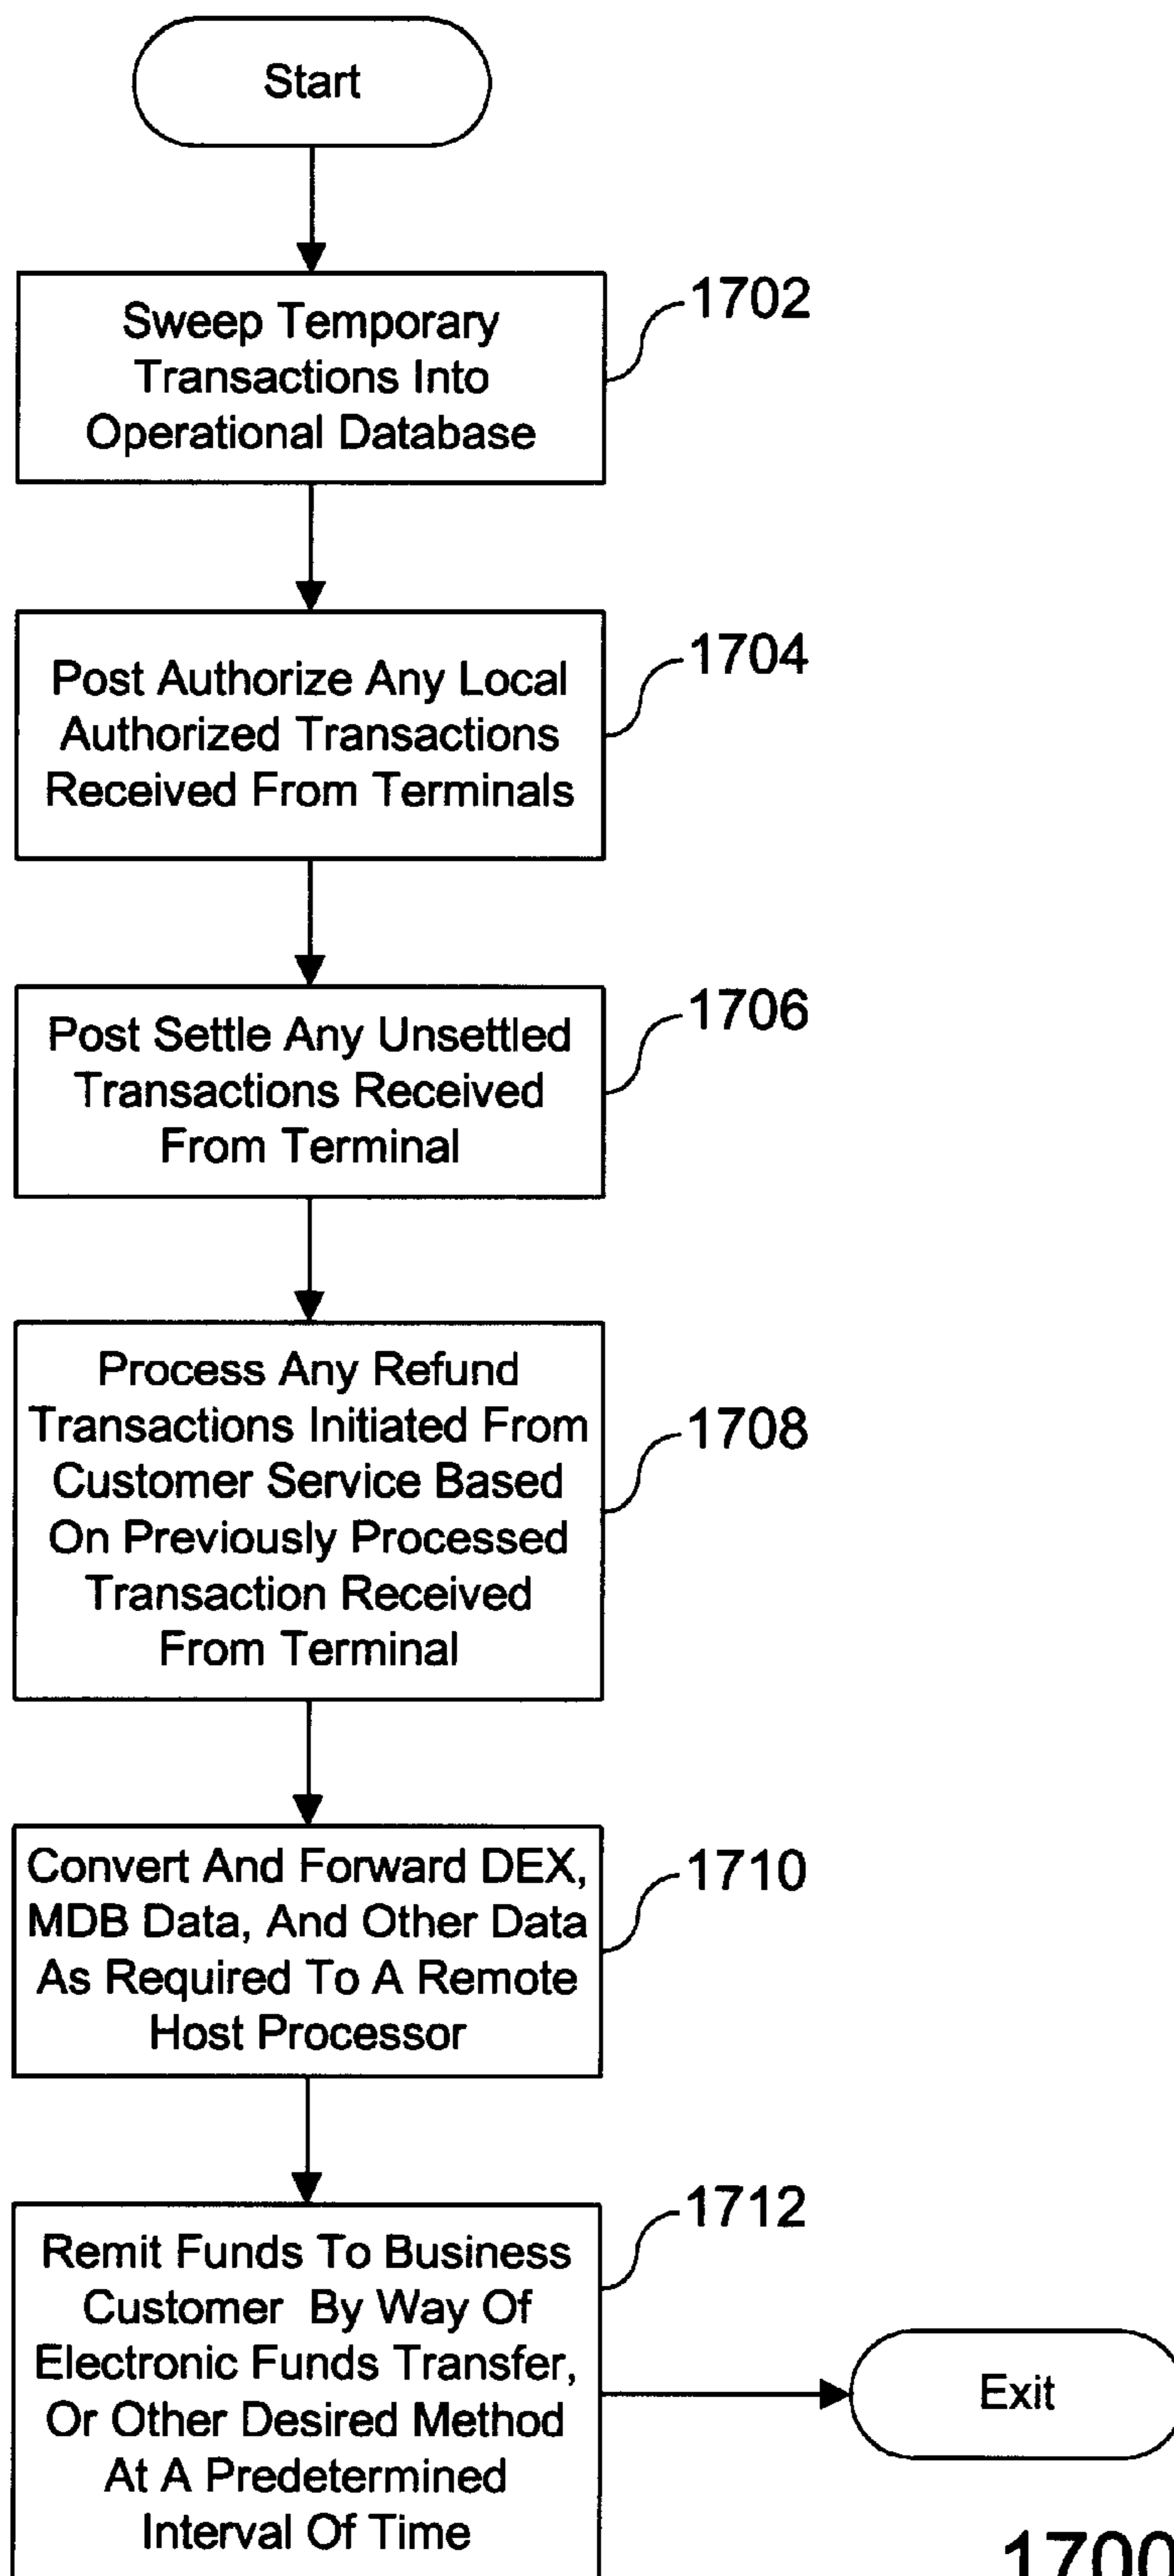 Start
Sweep Temporary
Transactions Into
Operational Database
1702
Post Authorize Any Local
Authorized Transactions
Received From Terminals
1704
Post Settle Any Unsettled
Transactions Received
From Terminal
1706
Process Any Refund
Transactions Initiated From
Customer Service Based
On Previously Processed
Transaction Received
From Terminal
1708
Convert And Forward DEX,
MDB Data, And Other Data
As Required To A Remote
Host Processor
1710
Remit Funds To Business
Customer By Way Of
Electronic Funds Transfer,
Or Other Desired Method
At A Predetermined
Interval Of Time
1712
Exit
1700